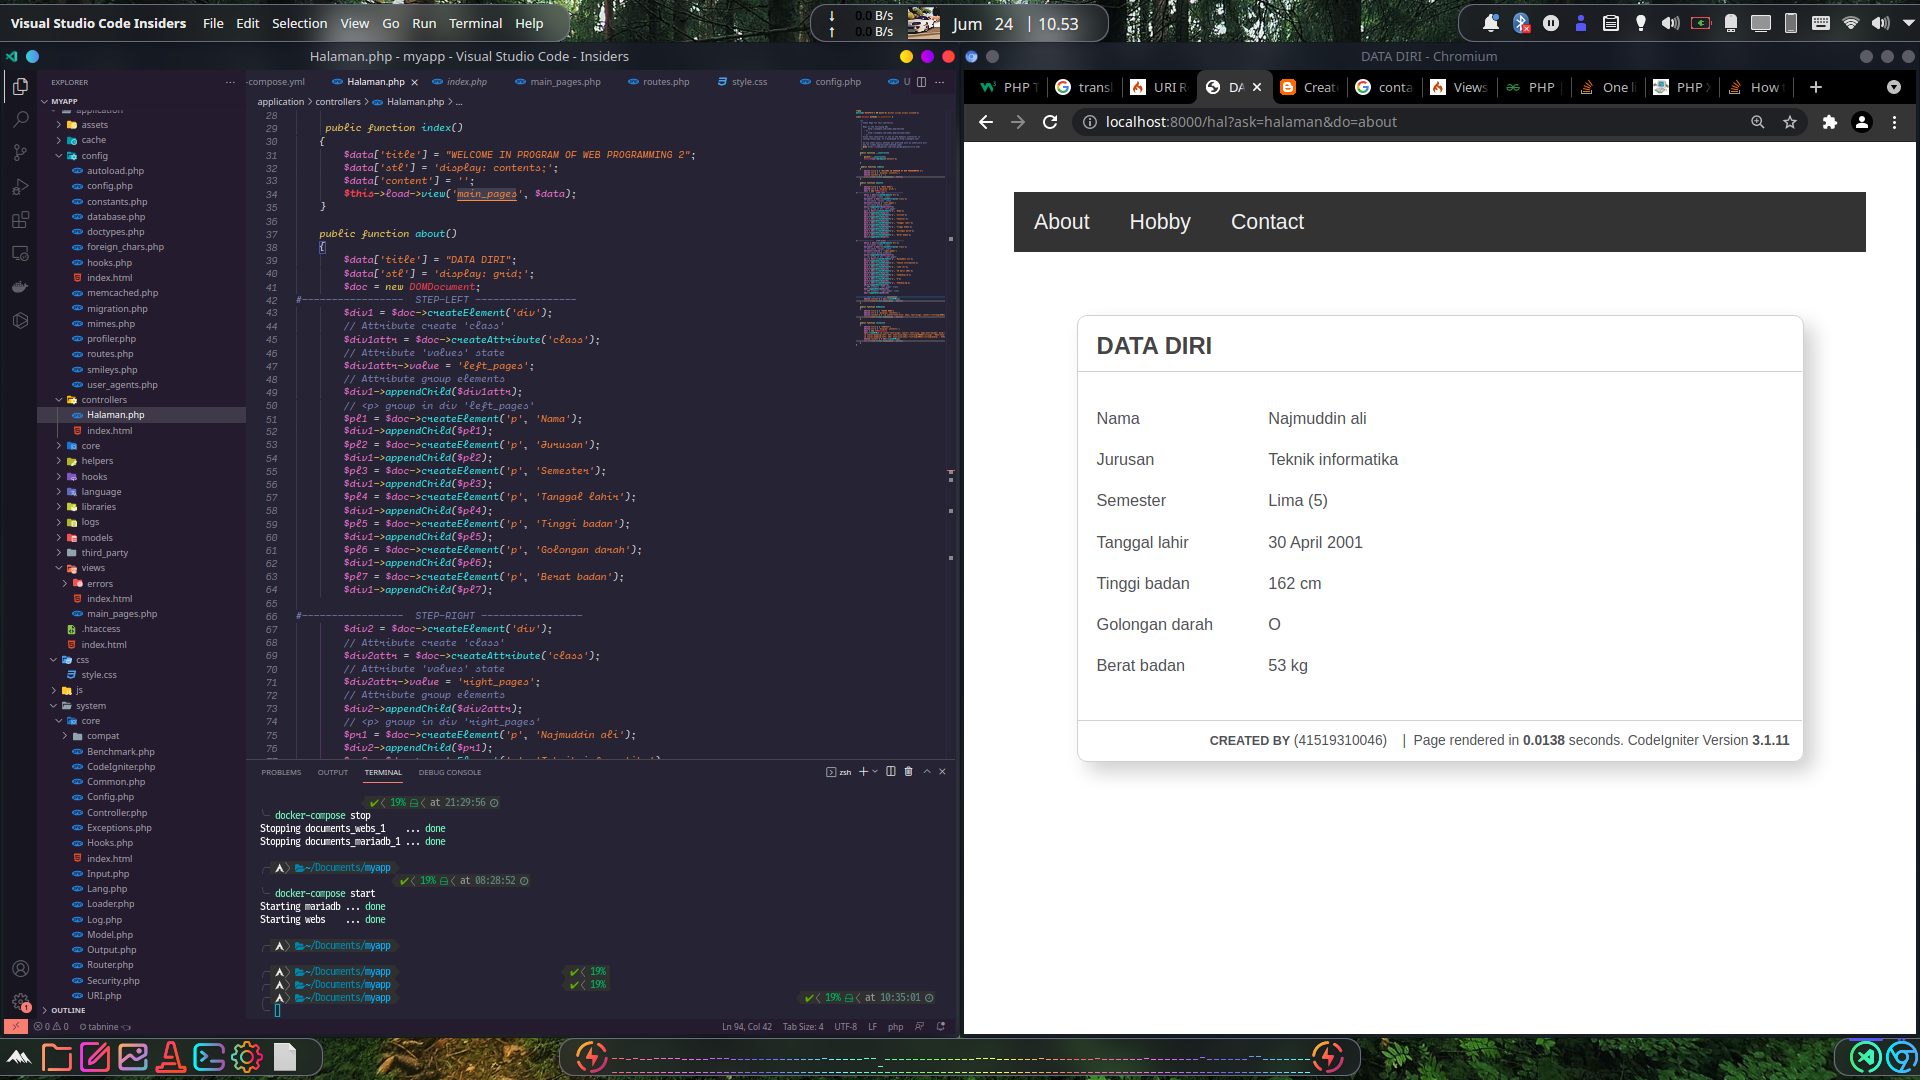 Visual Studio Code Insiders File Edit Selection View Go Run Terminal Help
0.0 B/s
0.0 B/s
Jum 24 | 10.53
Halaman.php - myapp - Visual Studio Code - Insiders
DATA DIRI - Chromium
EXPLORER
-compose.yml Halaman.php index.php main_pages.php routes.php style.css config.php U
MYAPP
application > controllers > Halaman.php > ...
application
assets
cache
config
autoload.php
config.php
constants.php
database.php
doctypes.php
foreign_chars.php
hooks.php
index.html
memcached.php
migration.php
mimes.php
profiler.php
routes.php
smileys.php
user_agents.php
controllers
Halaman.php
index.html
core
helpers
hooks
language
libraries
logs
models
third_party
views
errors
index.html
main_pages.php
.htaccess
index.html
css
style.css
js
system
core
compat
Benchmark.php
CodeIgniter.php
Common.php
Config.php
Controller.php
Exceptions.php
Hooks.php
index.html
Input.php
Lang.php
Loader.php
Log.php
Model.php
Output.php
Router.php
Security.php
URI.php
OUTLINE
28
29 public function index()
30 {
31 $data['title'] = "WELCOME IN PROGRAM OF WEB PROGRAMMING 2";
32 $data['stl'] = 'display: contents;';
33 $data['content'] = '';
34 $this->load->view('main_pages', $data);
35 }
36
37 public function about()
38 {
39 $data['title'] = "DATA DIRI";
40 $data['stl'] = 'display: grid;';
41 $doc = new DOMDocument;
42 #----------------- STEP-LEFT -----------------
43 $div1 = $doc->createElement('div');
44 // Attribute create 'class'
45 $div1attr = $doc->createAttribute('class');
46 // Attribute 'values' state
47 $div1attr->value = 'left_pages';
48 // Attribute group elements
49 $div1->appendChild($div1attr);
50 // <p> group in div 'left_pages'
51 $pl1 = $doc->createElement('p', 'Nama');
52 $div1->appendChild($pl1);
53 $pl2 = $doc->createElement('p', 'Jurusan');
54 $div1->appendChild($pl2);
55 $pl3 = $doc->createElement('p', 'Semester');
56 $div1->appendChild($pl3);
57 $pl4 = $doc->createElement('p', 'Tanggal lahir');
58 $div1->appendChild($pl4);
59 $pl5 = $doc->createElement('p', 'Tinggi badan');
60 $div1->appendChild($pl5);
61 $pl6 = $doc->createElement('p', 'Golongan darah');
62 $div1->appendChild($pl6);
63 $pl7 = $doc->createElement('p', 'Berat badan');
64 $div1->appendChild($pl7);
65
66 #----------------- STEP-RIGHT -----------------
67 $div2 = $doc->createElement('div');
68 // Attribute create 'class'
69 $div2attr = $doc->createAttribute('class');
70 // Attribute 'values' state
71 $div2attr->value = 'right_pages';
72 // Attribute group elements
73 $div2->appendChild($div2attr);
74 // <p> group in div 'right_pages'
75 $pr1 = $doc->createElement('p', 'Najmuddin ali');
76 $div2->appendChild($pr1);
PROBLEMS OUTPUT TERMINAL DEBUG CONSOLE
zsh
19% at 21:29:56
docker-compose stop
Stopping documents_webs_1 ... done
Stopping documents_mariadb_1 ... done
~/Documents/myapp
19% at 08:28:52
docker-compose start
Starting mariadb ... done
Starting webs ... done
~/Documents/myapp
~/Documents/myapp 19%
~/Documents/myapp 19%
~/Documents/myapp 19% at 10:35:01
0 0 tabnine
Ln 94, Col 42 Tab Size: 4 UTF-8 LF php
PHP T transl URI R DA Creat conta Views PHP One li PHP How
localhost:8000/hal?ask=halaman&do=about
About Hobby Contact
DATA DIRI
Nama Najmuddin ali
Jurusan Teknik informatika
Semester Lima (5)
Tanggal lahir 30 April 2001
Tinggi badan 162 cm
Golongan darah O
Berat badan 53 kg
CREATED BY (41519310046) | Page rendered in 0.0138 seconds. CodeIgniter Version 3.1.11